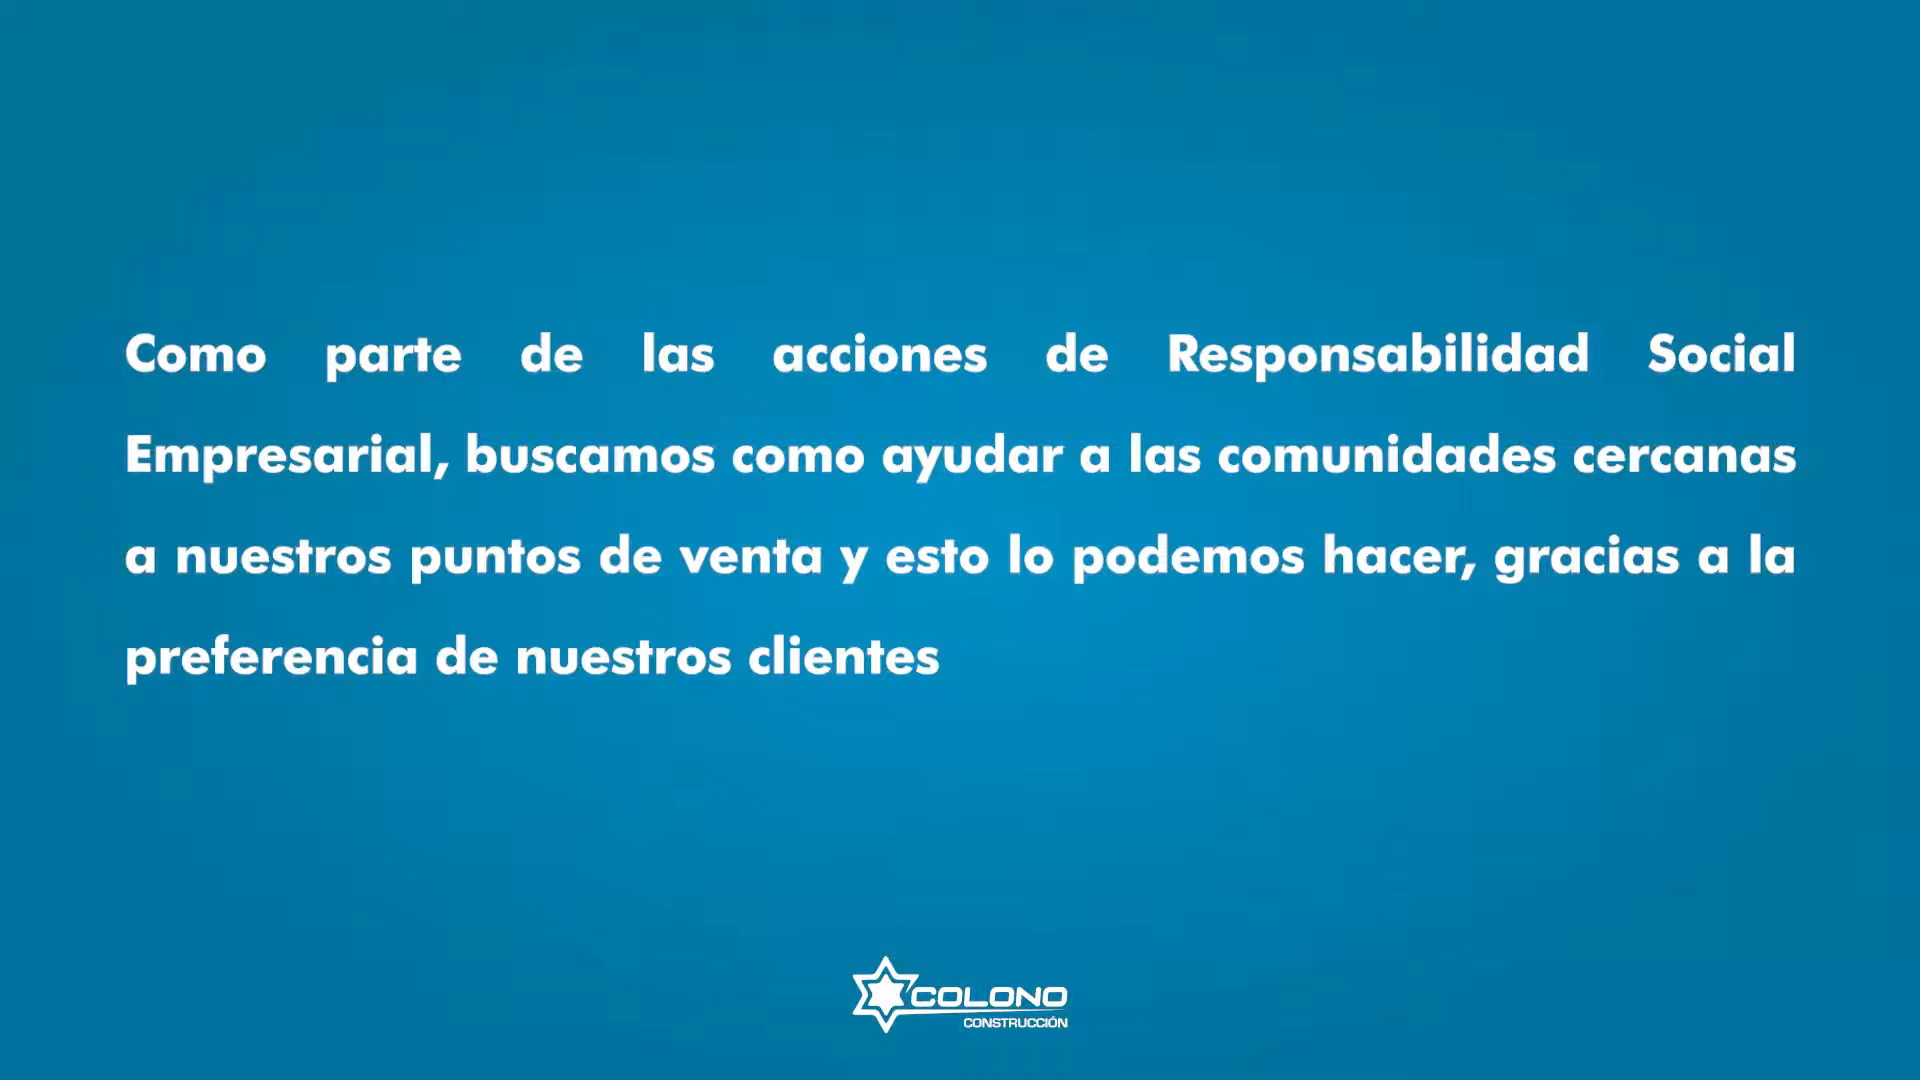 Como parte de las acciones de Responsabilidad Social
Empresarial, buscamos como ayudar a las comunidades cercanas
a nuestros puntos de venta y esto lo podemos hacer, gracias a la
preferencia de nuestros clientes
COLONO
CONSTRUCCIÓN